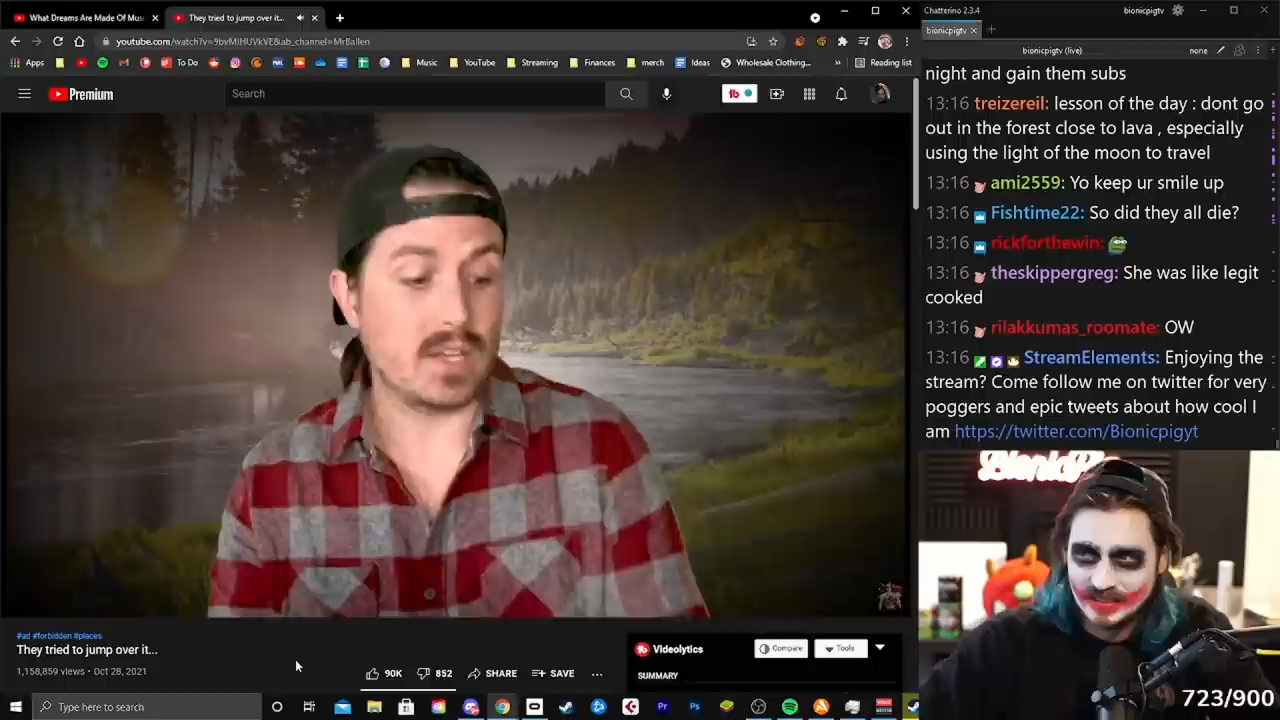 What Dreams Are Made Of Mus
They tried to jump over it...
Chatterino 2.3.4
bionicpigtv
bionicpigtv
youtube.com/watch?v=9bvMIHUVkVE&ab_channel=MrBallen
bionicpigtv (live)
none
Apps
To Do
Music
YouTube
Streaming
Finances
merch
Ideas
Wholesale Clothing...
Reading list
Premium
Search
night and gain them subs
13:16 treizereil: lesson of the day : dont go
out in the forest close to lava , especially
using the light of the moon to travel
13:16 ami2559: Yo keep ur smile up
13:16 Fishtime22: So did they all die?
13:16 rickforthewin:
13:16 theskippergreg: She was like legit
cooked
13:16 rilakkumas_roomate: OW
13:16 StreamElements: Enjoying the
stream? Come follow me on twitter for very
poggers and epic tweets about how cool I
am https://twitter.com/Bionicpigyt
#ad #forbidden #places
They tried to jump over it...
1,158,859 views • Oct 28, 2021
90K
852
SHARE
SAVE
Videolytics
Compare
Tools
SUMMARY
Type here to search
723/900